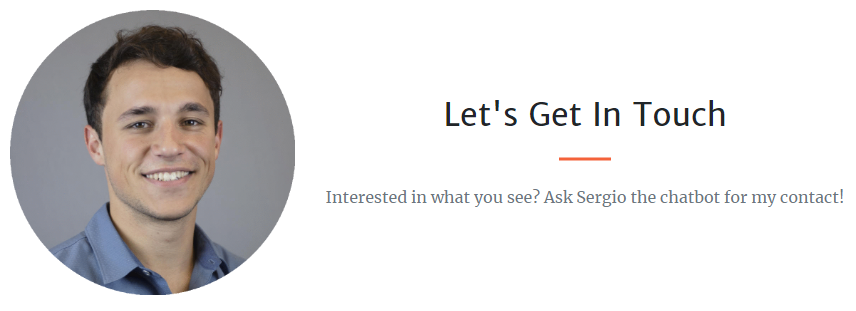 Let's Get In Touch
Interested in what you see? Ask Sergio the chatbot for my contact!